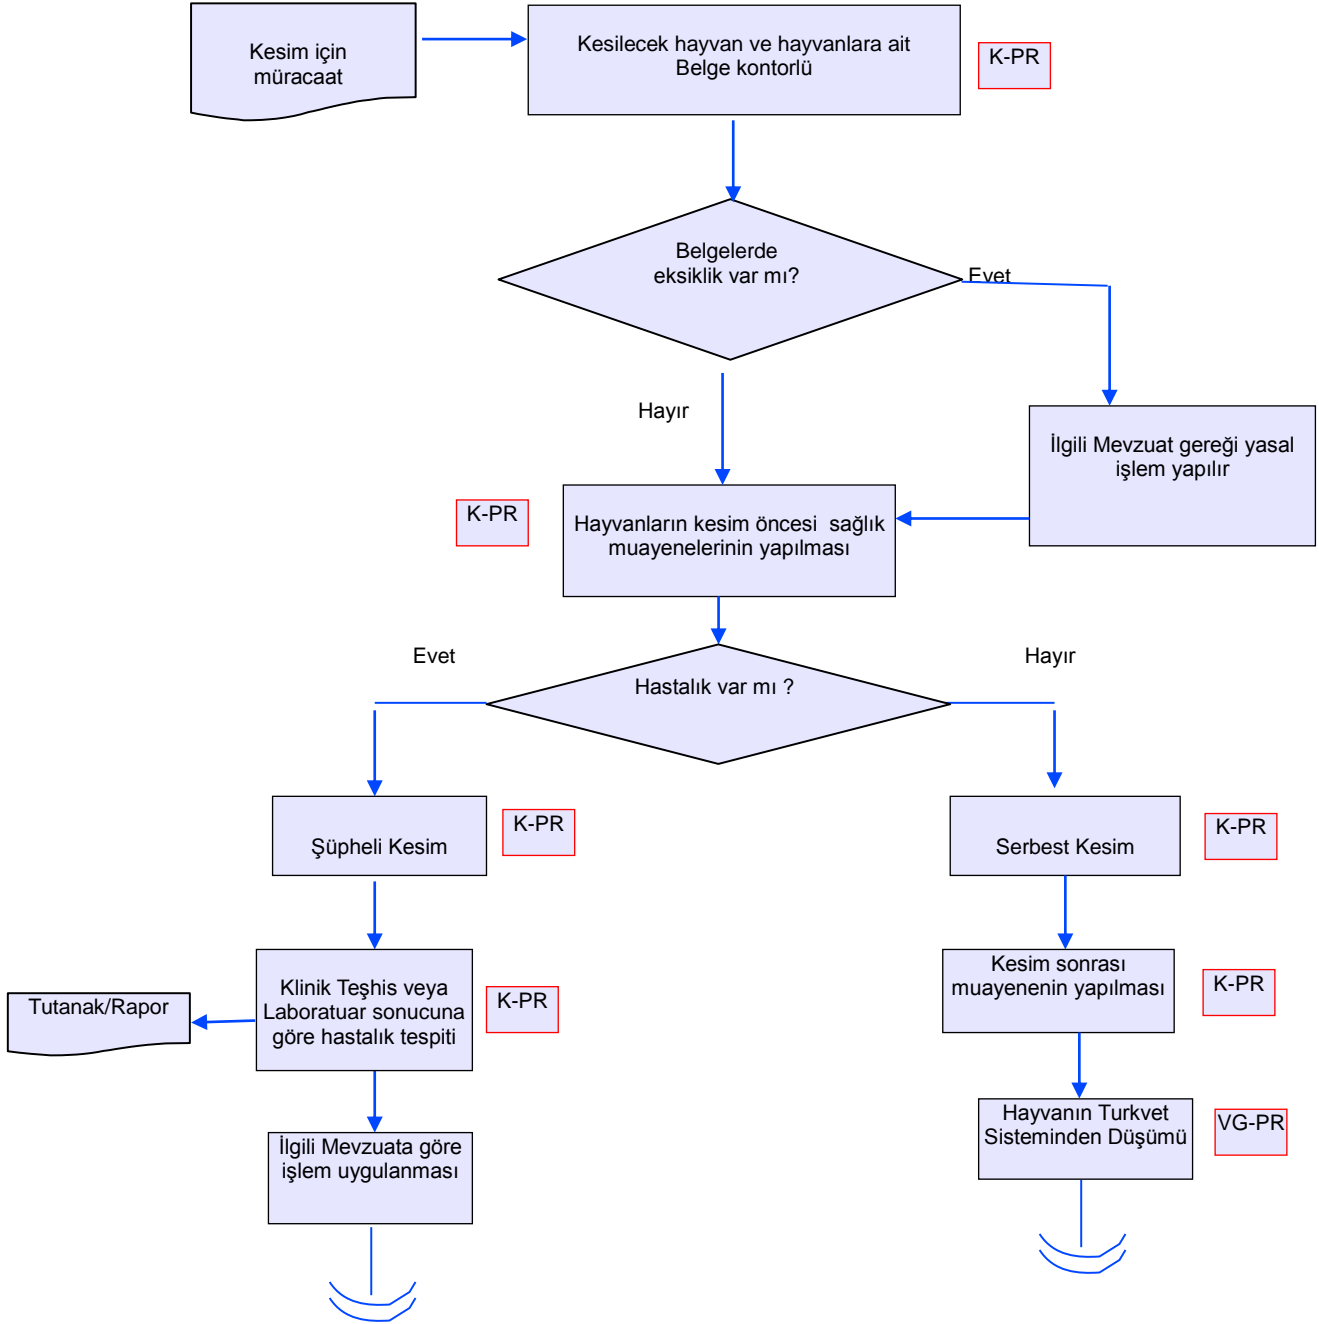 Kesim için
müracaat
Kesilecek hayvan ve hayvanlara ait
Belge kontorlü
K-PR
Belgelerde
eksiklik var mı?
Evet
Hayır
İlgili Mevzuat gereği yasal
işlem yapılır
K-PR
Hayvanların kesim öncesi sağlık
muayenelerinin yapılması
Evet
Hayır
Hastalık var mı ?
Şüpheli Kesim
K-PR
Serbest Kesim
K-PR
Tutanak/Rapor
Klinik Teşhis veya
Laboratuar sonucuna
göre hastalık tespiti
K-PR
Kesim sonrası
muayenenin yapılması
K-PR
İlgili Mevzuata göre
işlem uygulanması
Hayvanın Turkvet
Sisteminden Düşümü
VG-PR